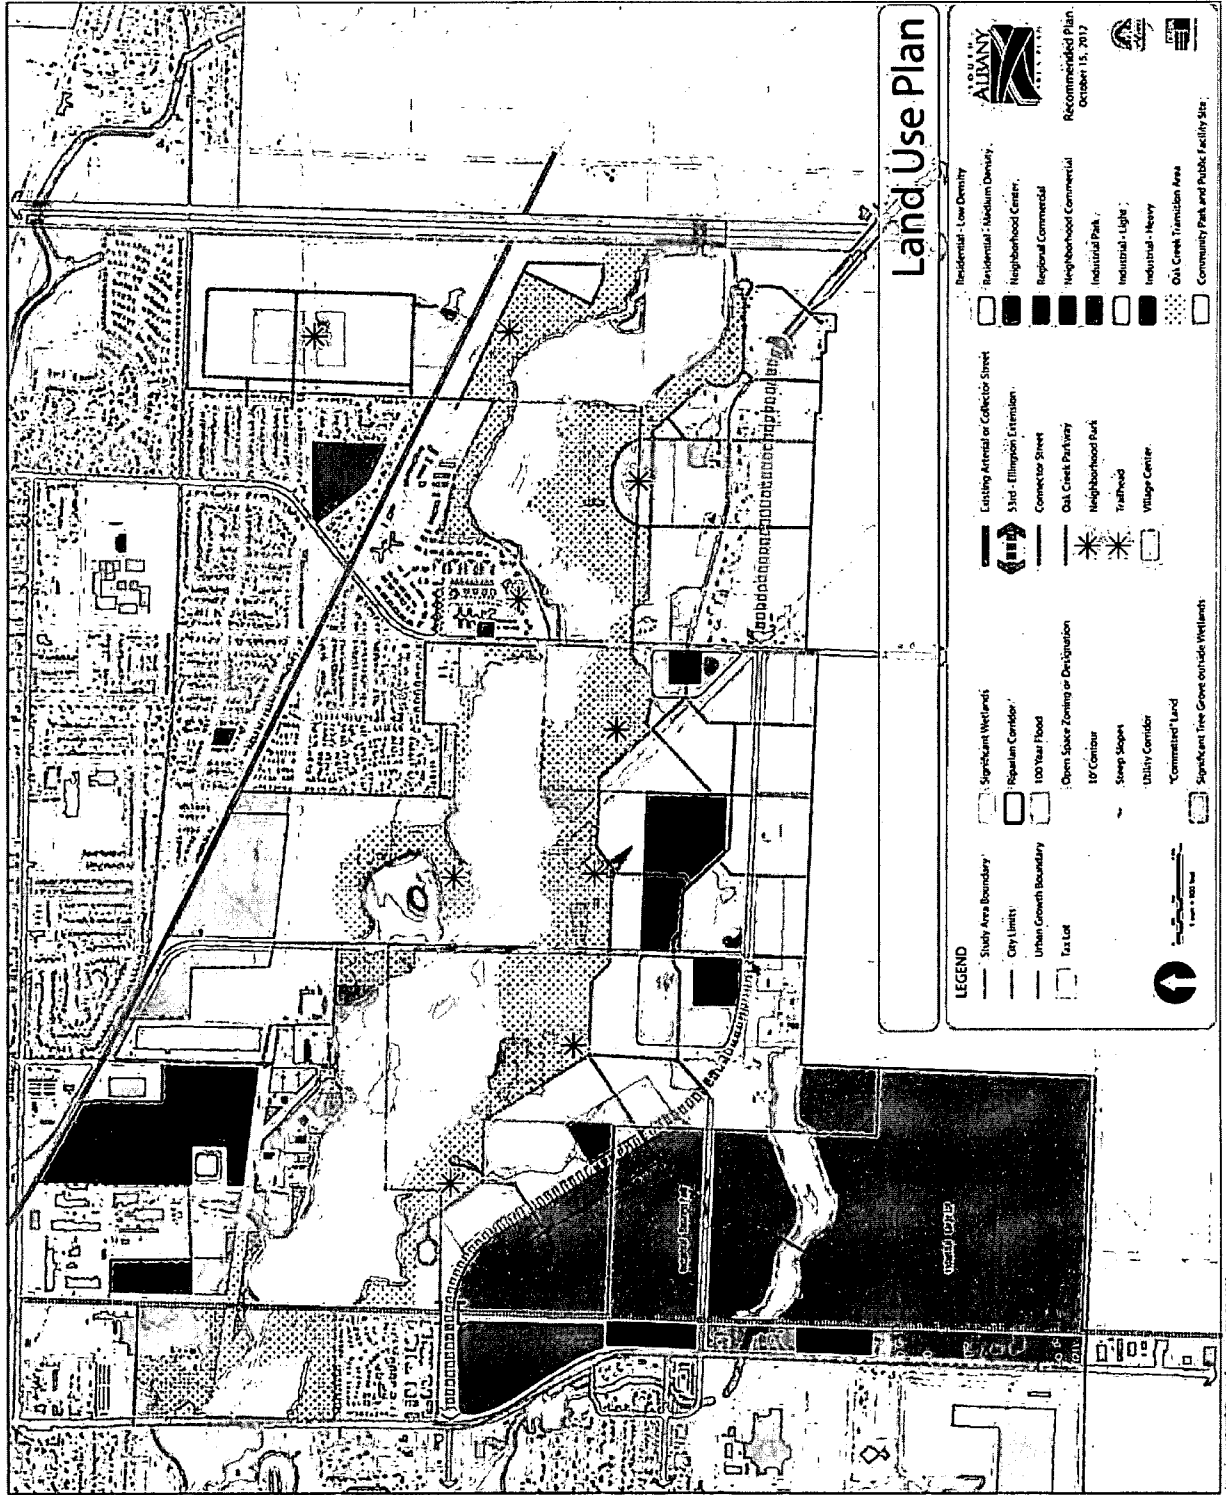 Land Use Plan
LEGEND
Study Area Boundary
City Limits
Urban Growth Boundary
Tax Lot
Significant Wetlands
Riparian Corridor
100 Year Flood
Open Space Zoning or Designation
10' Contour
Steep Slopes
Utility Corridor
"Committed" Land
Significant Tree Grove outside Wetlands
Existing Arterial or Collector Street
53rd - Ellingson Extension
Connector Street
Oak Creek Parkway
Neighborhood Park
Trailhead
Village Center
Residential - Low Density
Residential - Medium Density
Neighborhood Center
Regional Commercial
Neighborhood Commercial
Industrial Park
Industrial - Light
Industrial - Heavy
Oak Creek Transition Area
Community Park and Public Facility Site
SOUTH
ALBANY
AREA PLAN
Recommended Plan
October 15, 2012